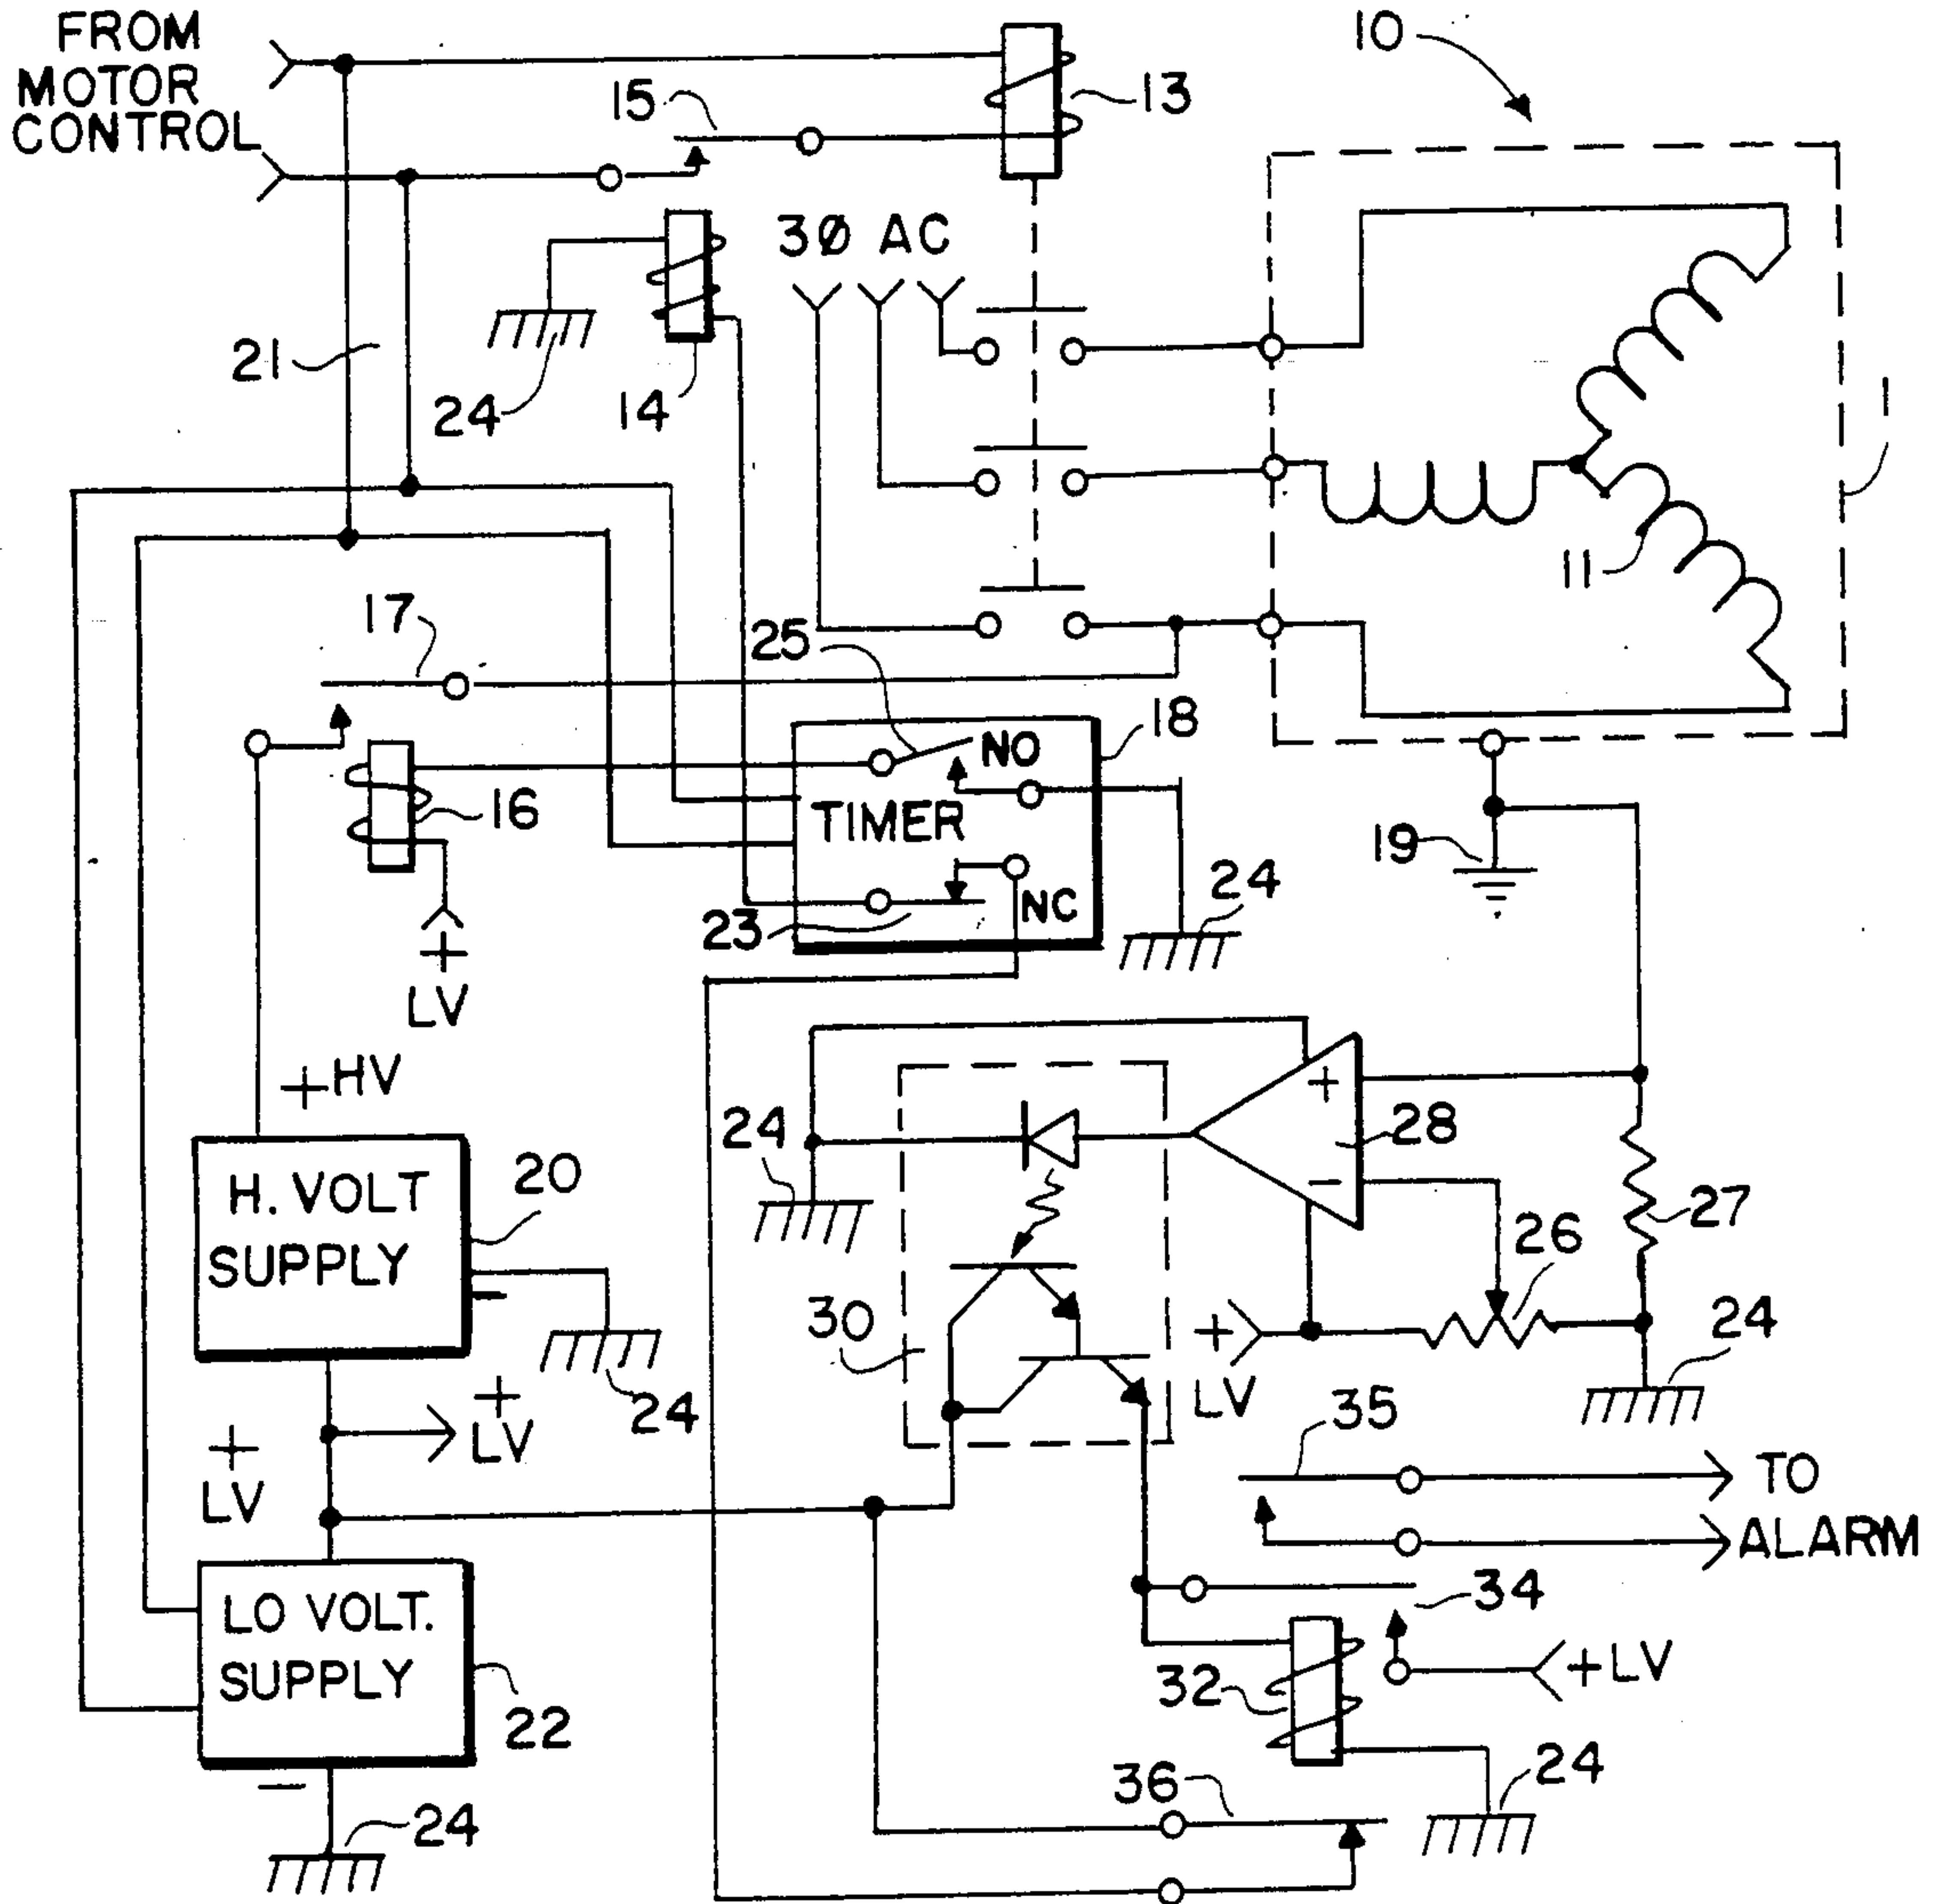 FROM
MOTOR
CONTROL
15
13
10
3Ø AC
21
24
14
1
11
17
25
18
NO
16
TIMER
19
24
23
NC
+
LV
+HV
24
+
28
H. VOLT
SUPPLY
20
−
27
26
30
−
+
LV
24
24
35
+
LV
+
LV
TO
ALARM
34
LO VOLT.
SUPPLY
22
32
+LV
−
36
24
24